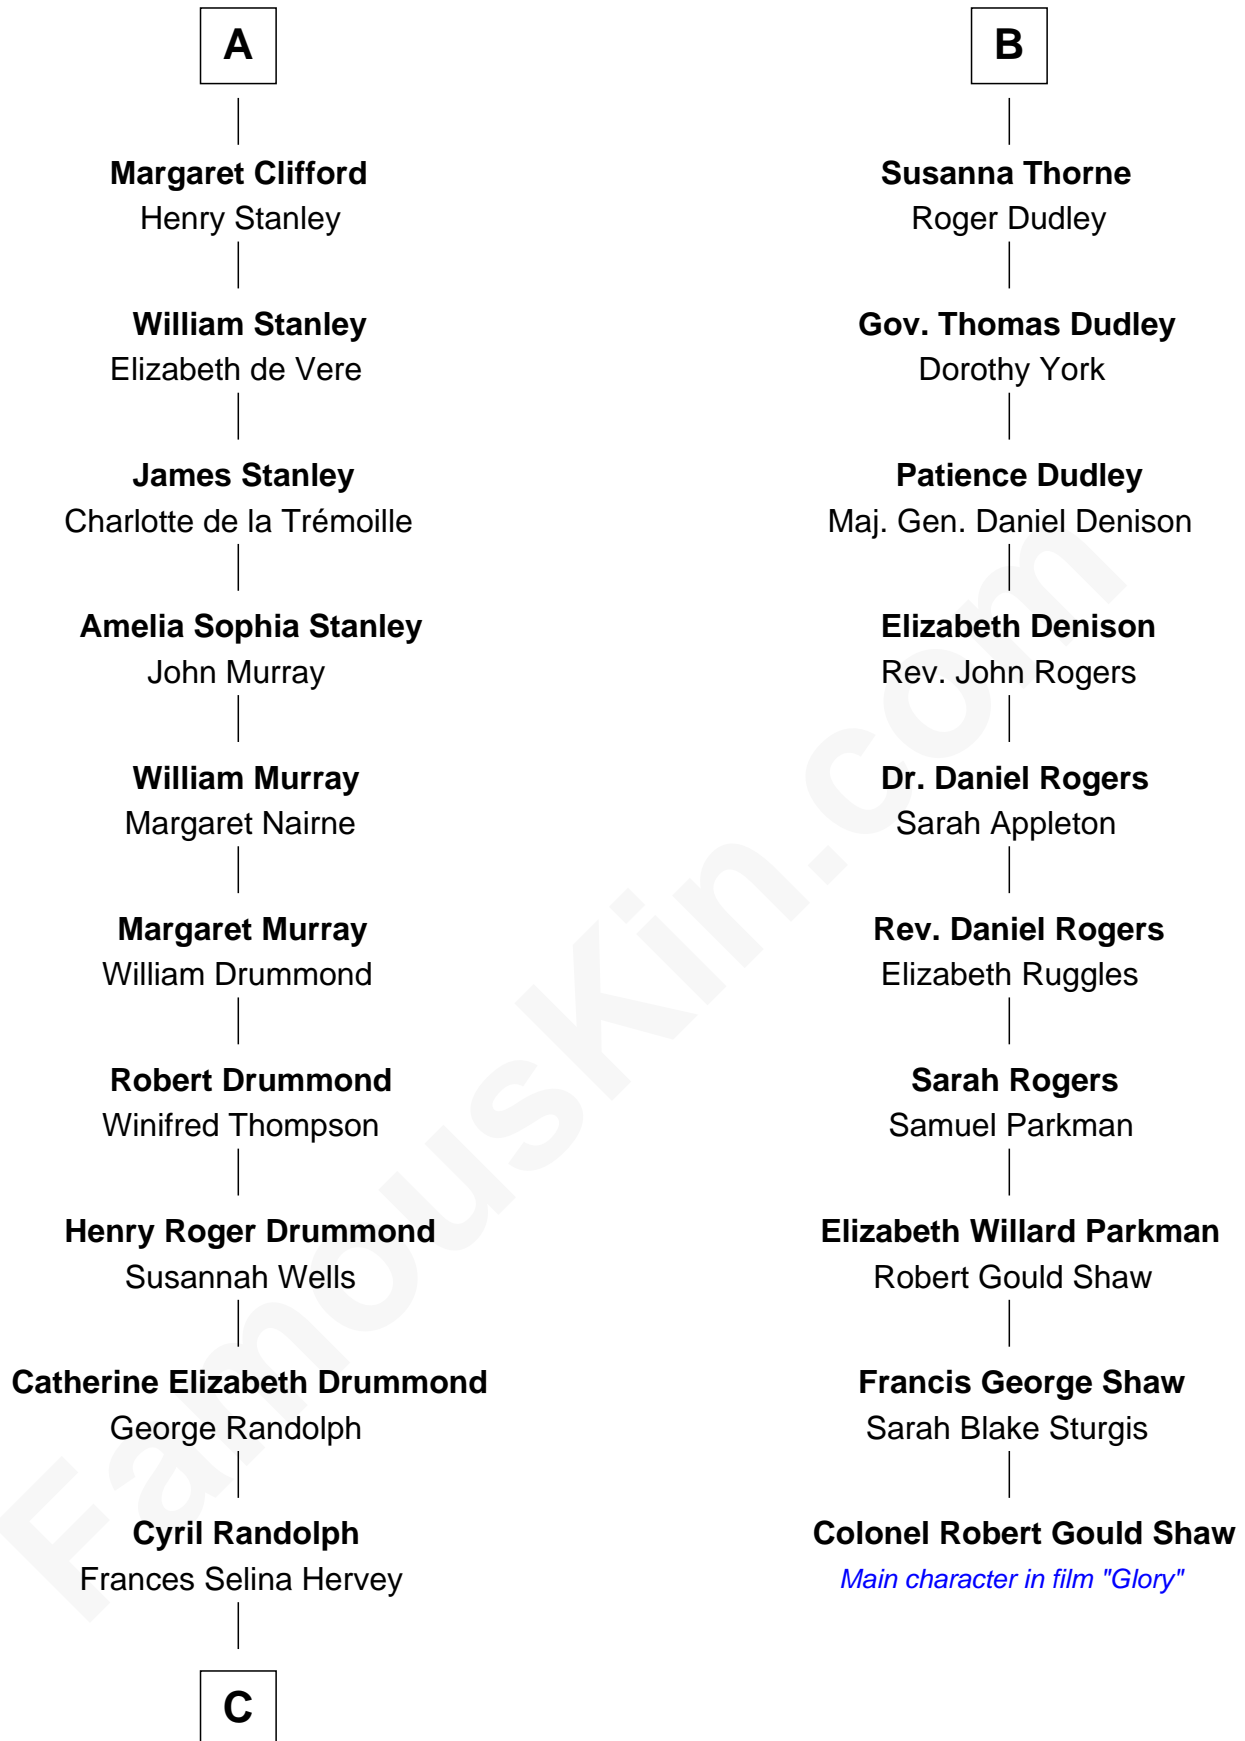 A
Margaret Clifford
Henry Stanley
William Stanley
Elizabeth de Vere
James Stanley
Charlotte de la Trémoille
Amelia Sophia Stanley
John Murray
William Murray
Margaret Nairne
Margaret Murray
William Drummond
Robert Drummond
Winifred Thompson
Henry Roger Drummond
Susannah Wells
Catherine Elizabeth Drummond
George Randolph
Cyril Randolph
Frances Selina Hervey
C
B
Susanna Thorne
Roger Dudley
Gov. Thomas Dudley
Dorothy York
Patience Dudley
Maj. Gen. Daniel Denison
Elizabeth Denison
Rev. John Rogers
Dr. Daniel Rogers
Sarah Appleton
Rev. Daniel Rogers
Elizabeth Ruggles
Sarah Rogers
Samuel Parkman
Elizabeth Willard Parkman
Robert Gould Shaw
Francis George Shaw
Sarah Blake Sturgis
Colonel Robert Gould Shaw
Main character in film "Glory"
FamousKin.com